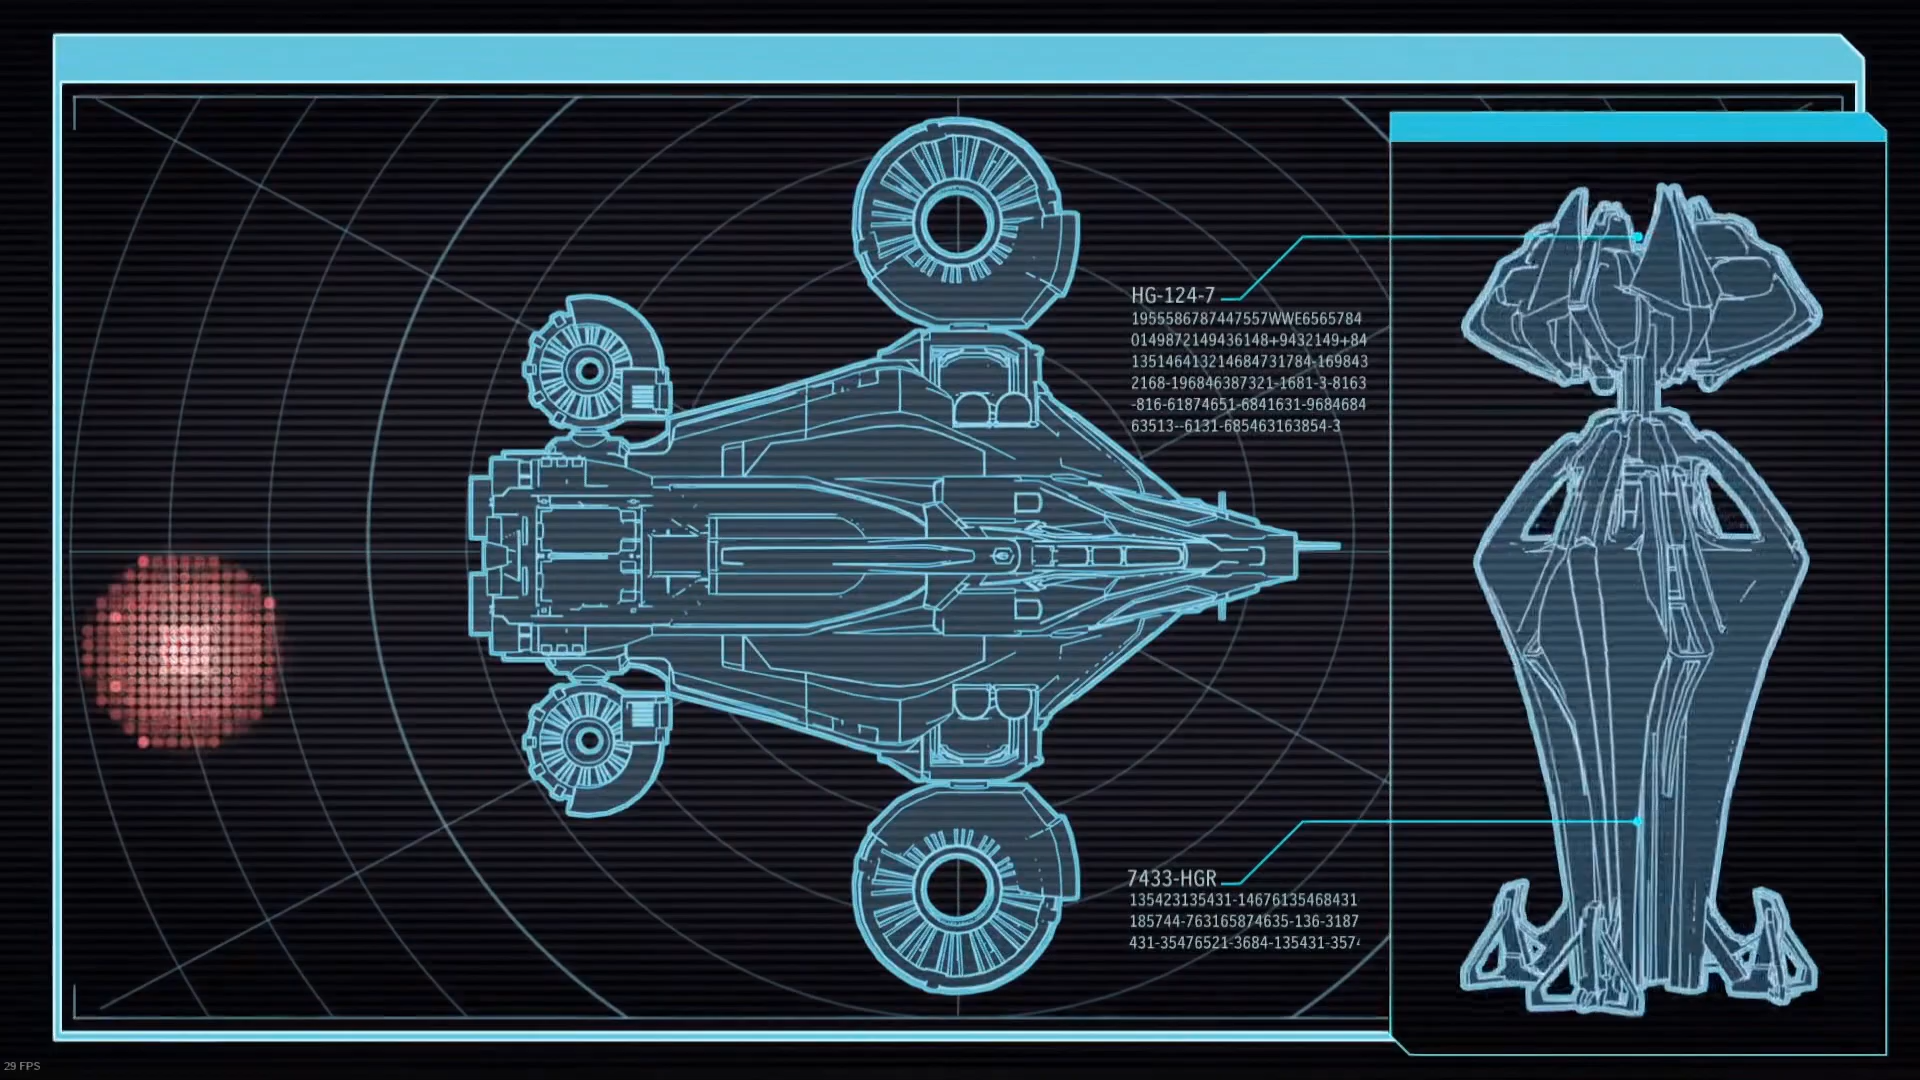 HG-124-7
1955586787447557WWE6565784
0149872149436148+9432149+84
135146413214684731784-169843
2168-196846387321-1681-3-8163
-816-61874651-6841631-9684684
63513--6131-685463163854-3
7433-HGR
135423135431-14676135468431
185744-763165874635-136-3187
431-35476521-3684-135431-357
29 FPS